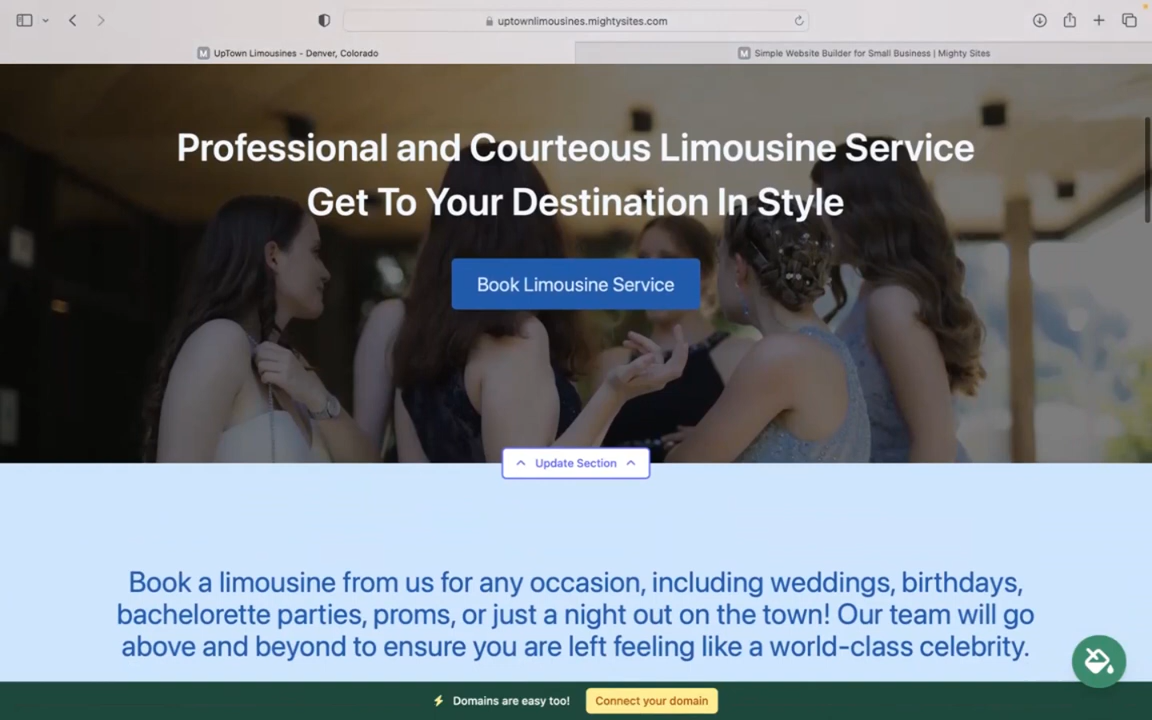 uptownlimousines.mightysites.com
M UpTown Limousines - Denver, Colorado
M Simple Website Builder for Small Business | Mighty Sites
Professional and Courteous Limousine Service
Get To Your Destination In Style
Book Limousine Service
Update Section
Book a limousine from us for any occasion, including weddings, birthdays,
bachelorette parties, proms, or just a night out on the town! Our team will go
above and beyond to ensure you are left feeling like a world-class celebrity.
Domains are easy too!
Connect your domain